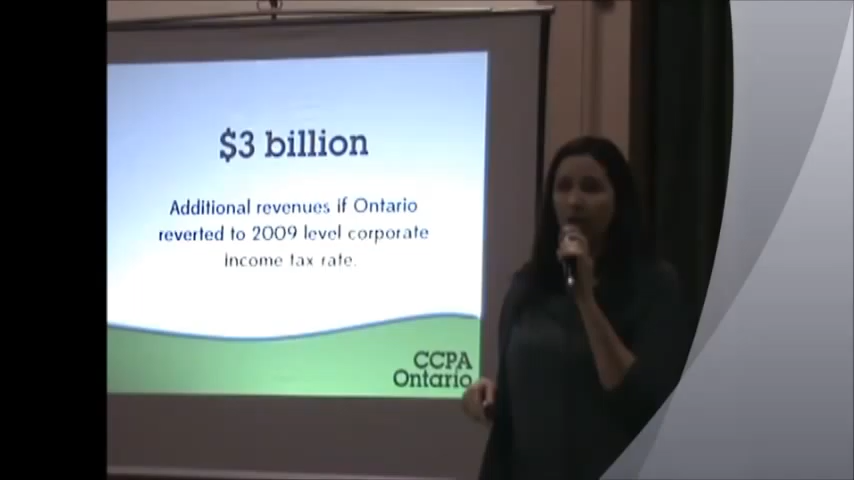 $3 billion
Additional revenues if Ontario
reverted to 2009 level corporate
income tax rate.
CCPA
Ontario